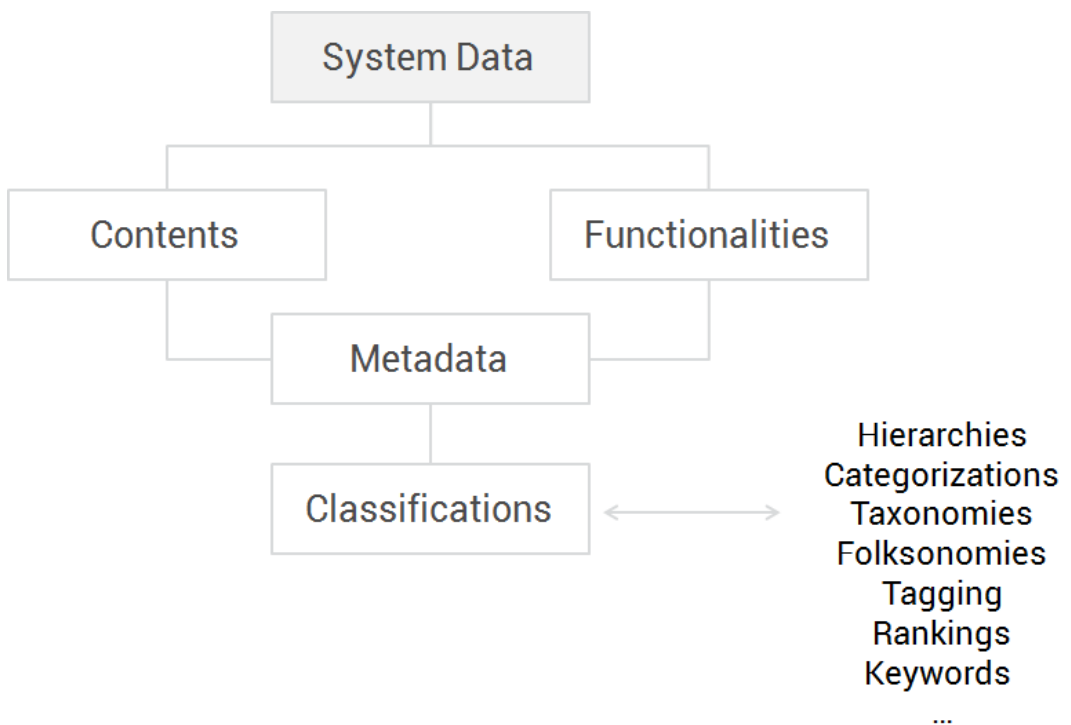 System Data
Contents
Functionalities
Metadata
Classifications
Hierarchies
Categorizations
Taxonomies
Folksonomies
Tagging
Rankings
Keywords
...